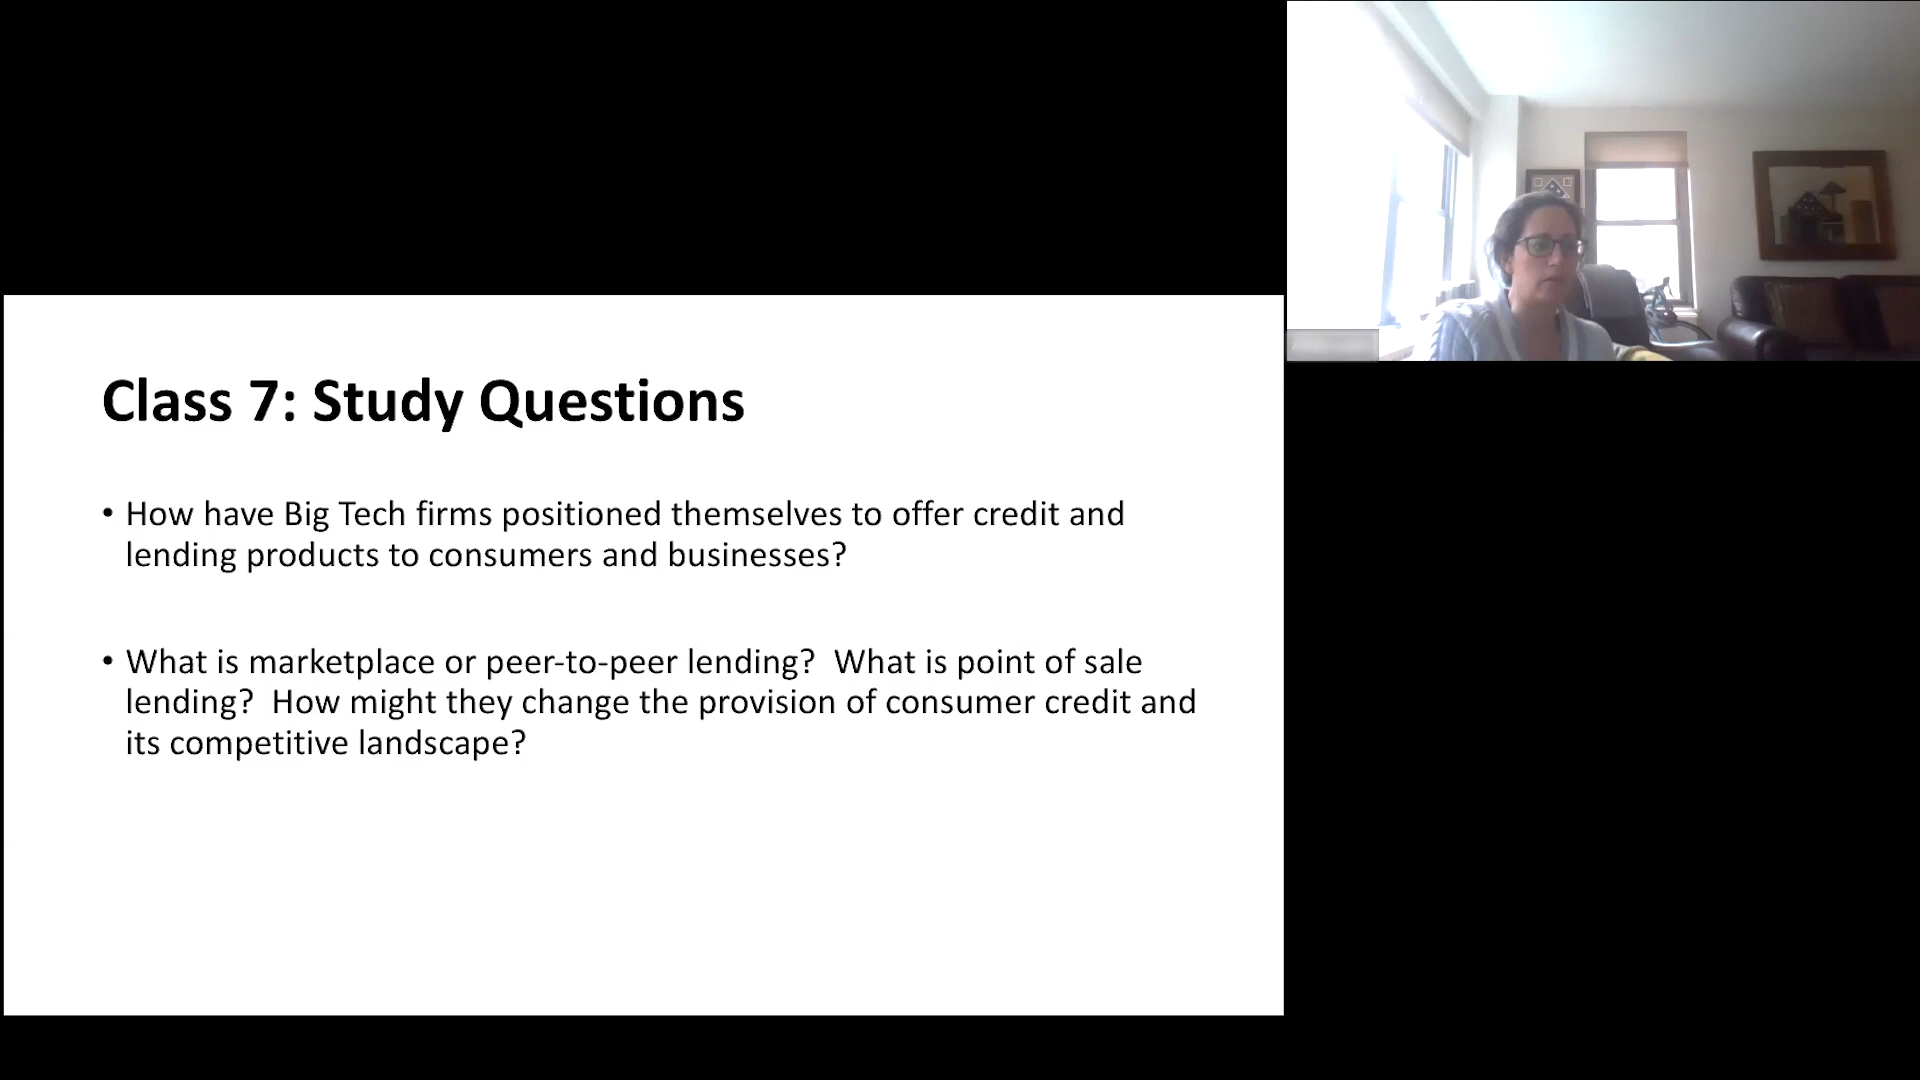 Class 7: Study Questions
• How have Big Tech firms positioned themselves to offer credit and
lending products to consumers and businesses?
• What is marketplace or peer-to-peer lending?  What is point of sale
lending?  How might they change the provision of consumer credit and
its competitive landscape?